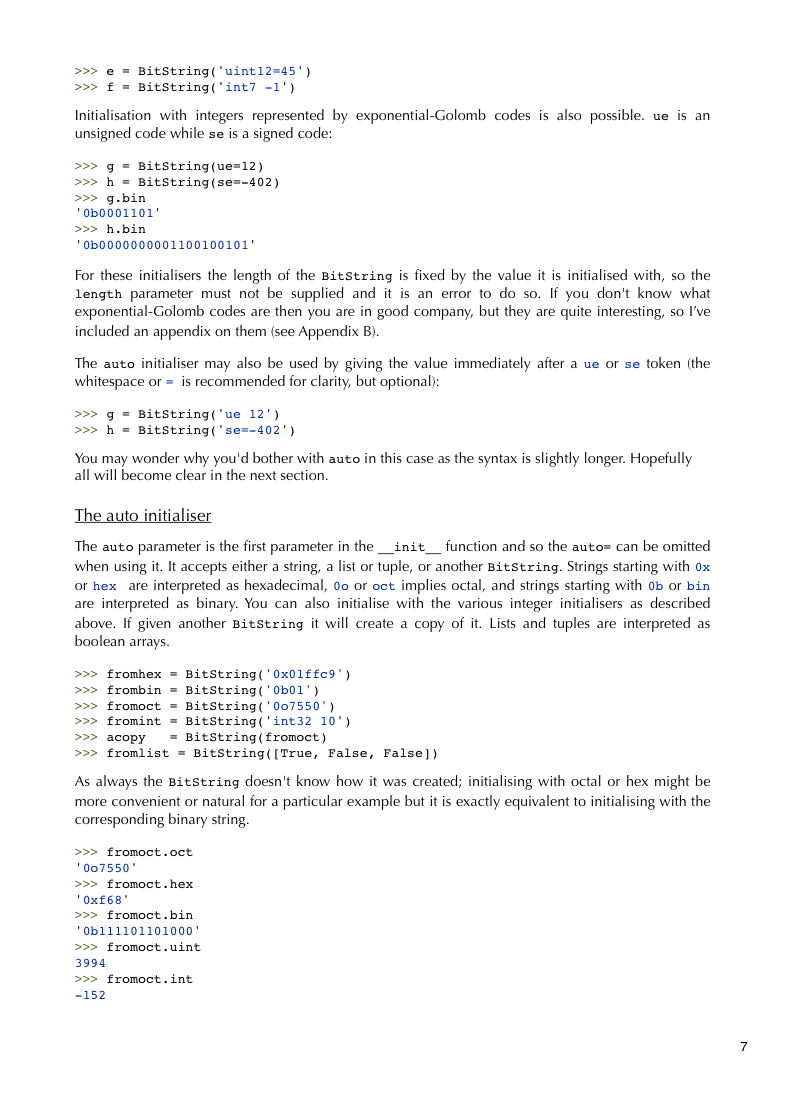 >>> e = BitString('uint12=45')
>>> f = BitString('int7 -1')
Initialisation with integers represented by exponential-Golomb codes is also possible. ue is an
unsigned code while se is a signed code:
>>> g = BitString(ue=12)
>>> h = BitString(se=-402)
>>> g.bin
'0b0001101'
>>> h.bin
'0b0000000001100100101'
For these initialisers the length of the BitString is fixed by the value it is initialised with, so the
length parameter must not be supplied and it is an error to do so. If you don't know what
exponential-Golomb codes are then you are in good company, but they are quite interesting, so I've
included an appendix on them (see Appendix B).
The auto initialiser may also be used by giving the value immediately after a ue or se token (the
whitespace or = is recommended for clarity, but optional):
>>> g = BitString('ue 12')
>>> h = BitString('se=-402')
You may wonder why you'd bother with auto in this case as the syntax is slightly longer. Hopefully
all will become clear in the next section.
The auto initialiser
The auto parameter is the first parameter in the __init__ function and so the auto= can be omitted
when using it. It accepts either a string, a list or tuple, or another BitString. Strings starting with 0x
or hex are interpreted as hexadecimal, 0o or oct implies octal, and strings starting with 0b or bin
are interpreted as binary. You can also initialise with the various integer initialisers as described
above. If given another BitString it will create a copy of it. Lists and tuples are interpreted as
boolean arrays.
>>> fromhex = BitString('0x01ffc9')
>>> frombin = BitString('0b01')
>>> fromoct = BitString('0o7550')
>>> fromint = BitString('int32 10')
>>> acopy   = BitString(fromoct)
>>> fromlist = BitString([True, False, False])
As always the BitString doesn't know how it was created; initialising with octal or hex might be
more convenient or natural for a particular example but it is exactly equivalent to initialising with the
corresponding binary string.
>>> fromoct.oct
'0o7550'
>>> fromoct.hex
'0xf68'
>>> fromoct.bin
'0b111101101000'
>>> fromoct.uint
3994
>>> fromoct.int
-152
7